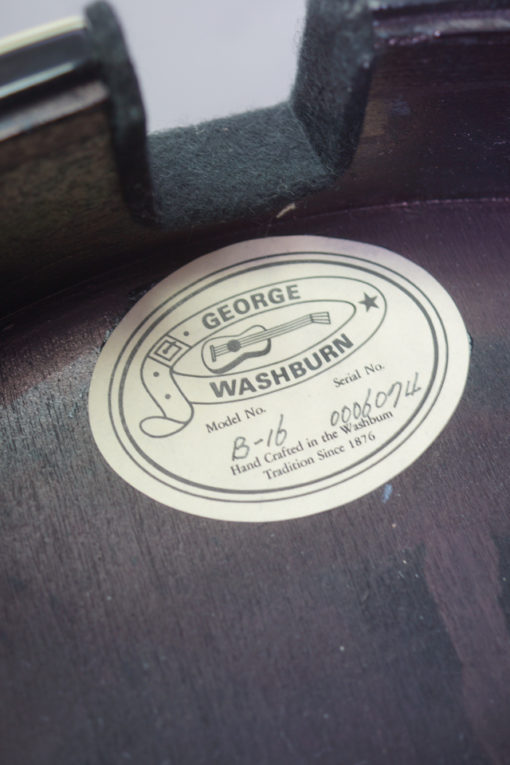 GEORGE
WASHBURN
Model No. Serial No.
B-16 0006074
Hand Crafted in the Washburn
Tradition Since 1876